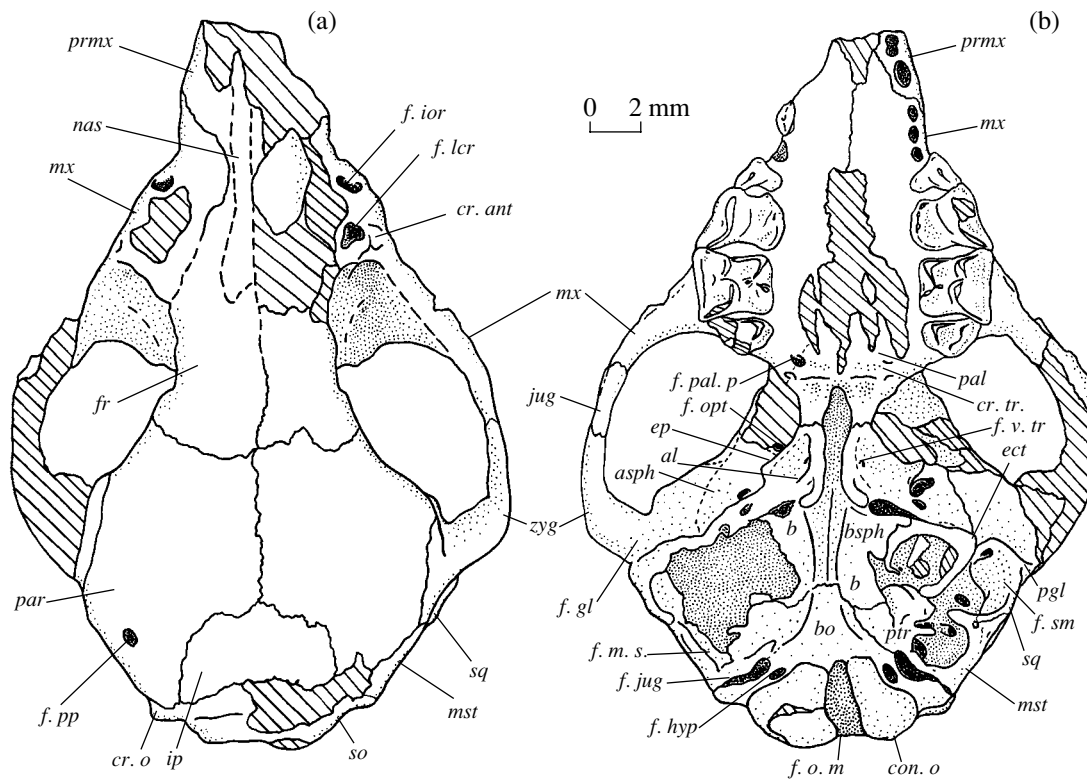 (a)
prmx
nas
mx
f. ior
f. lcr
cr. ant
mx
fr
jug
zyg
par
f. pp
cr. o
ip
so
mst
sq
(b)
0 2 mm
prmx
mx
f. pal. p
f. opt
ep
al
asph
pal
cr. tr.
f. v. tr
ect
b
bsph
b
f. gl
pgl
f. sm
sq
bo
ptr
f. m. s.
f. jug
mst
f. hyp
f. o. m
con. o